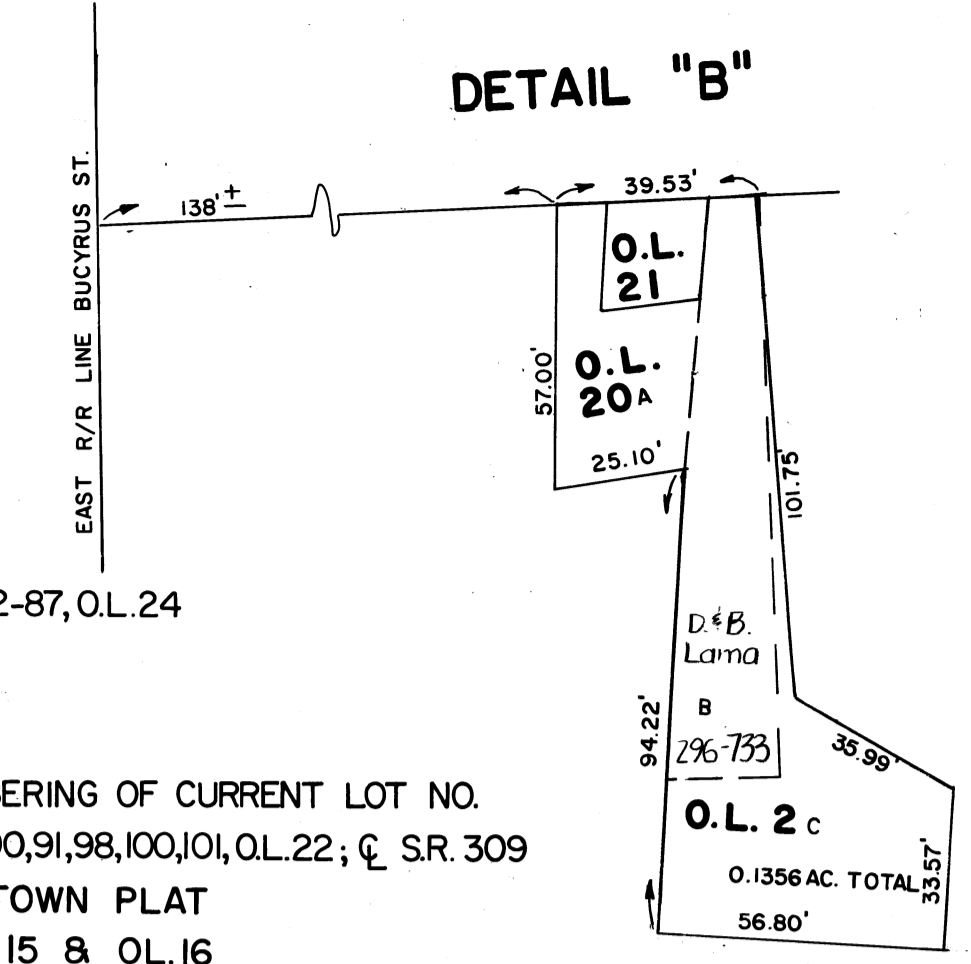 DETAIL "B"
EAST R/R LINE BUCYRUS ST.
138'±
39.53'
O.L.
21
O.L.
20A
57.00'
25.10'
101.75'
2-87, O.L.24
D.&B.
Lama
B
296-733
94.22'
35.99'
O.L. 2 C
0.1356 AC. TOTAL
33.57'
56.80'
ERING OF CURRENT LOT NO.
90,91,98,100,101, O.L.22; ℄ S.R. 309
TOWN PLAT
15 & OL.16